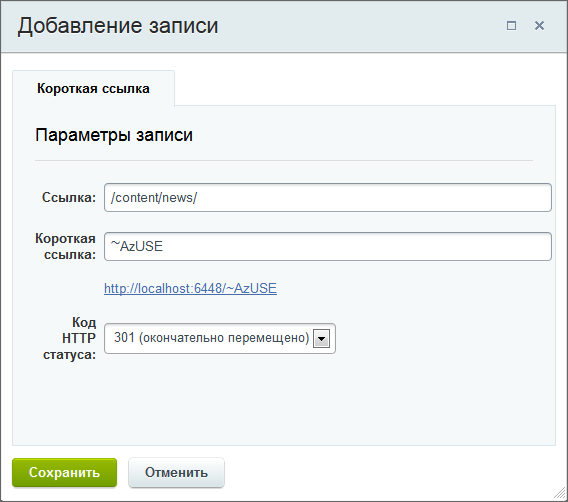 Добавление записи
Короткая ссылка
Параметры записи
Ссылка: /content/news/
Короткая
ссылка: ~AzUSE
http://localhost:6448/~AzUSE
Код
HTTP
статуса: 301 (окончательно перемещено)
Сохранить Отменить